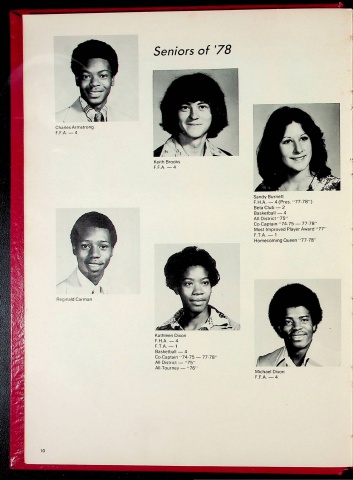 Seniors of '78
Charles Armstrong
F.F.A. — 4
Keith Brooks
F.F.A. — 4
Sandy Burnett
F.H.A. — 4 (Pres. "77-78")
Beta Club — 2
Basketball — 4
All District "75"
Co-Captain "74-75 — 77-78"
Most Improved Player Award "77"
F.T.A. — 1
Homecoming Queen "77-78"
Reginald Carman
Kathleen Dixon
F.H.A. — 4
F.T.A. — 1
Basketball — 4
Co-Captain "74-75 — 77-78"
All District — "75"
All-Tourney — "76"
Michael Dixon
F.F.A. — 4
10